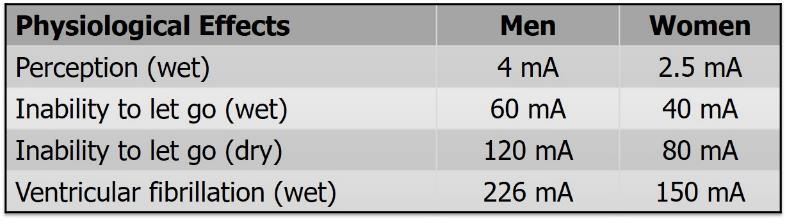 Physiological Effects Men Women
Perception (wet) 4 mA 2.5 mA
Inability to let go (wet) 60 mA 40 mA
Inability to let go (dry) 120 mA 80 mA
Ventricular fibrillation (wet) 226 mA 150 mA